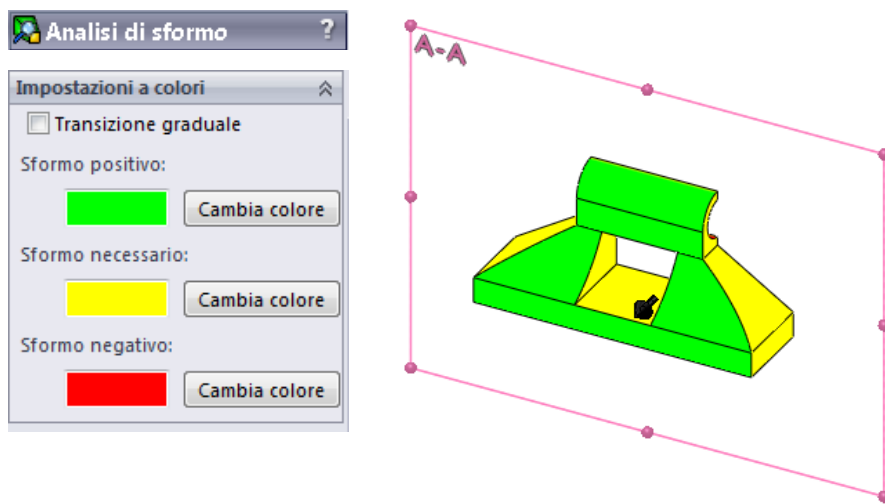 Analisi di sformo ?
Impostazioni a colori
Transizione graduale
Sformo positivo:
Cambia colore
Sformo necessario:
Cambia colore
Sformo negativo:
Cambia colore
A-A